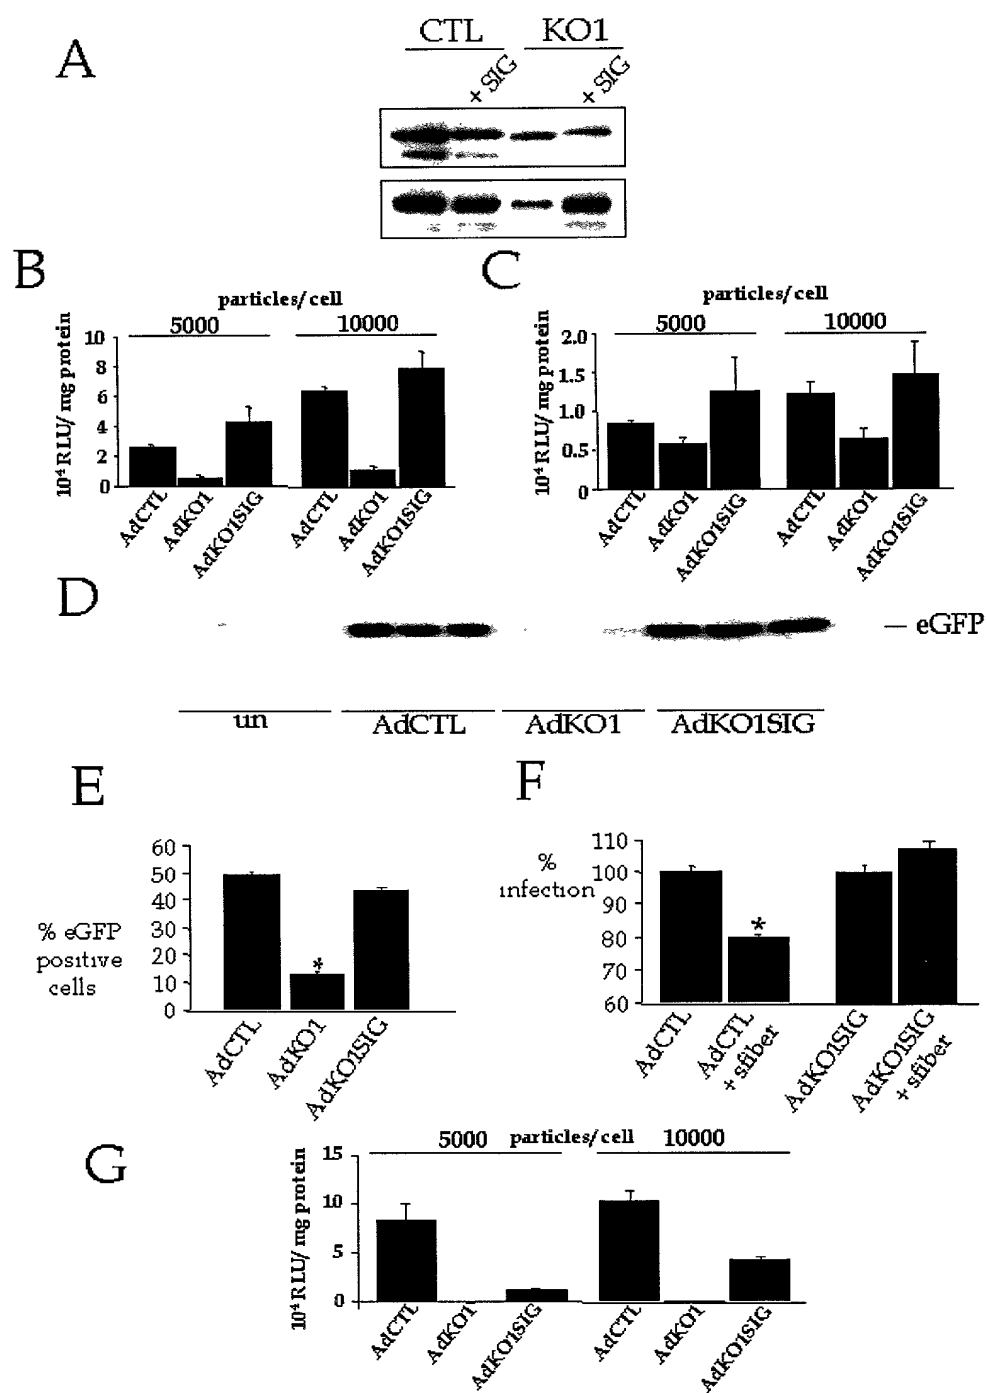 A
CTL KO1
+ SIG + SIG
B
particles/cell
5000 10000
10⁴ RLU/mg protein
10
8
6
4
2
0
AdCTL
AdKO1
AdKO1SIG
AdCTL
AdKO1
AdKO1SIG
C
particles/cell
5000 10000
10⁴ RLU/mg protein
2.0
1.5
1.0
0.5
0
AdCTL
AdKO1
AdKO1SIG
AdCTL
AdKO1
AdKO1SIG
D
— eGFP
un AdCTL AdKO1 AdKO1SIG
E
% eGFP
positive
cells
60
50
40
30
20
10
0
*
AdCTL
AdKO1
AdKO1SIG
F
%
infection
110
100
90
80
70
60
*
AdCTL
AdCTL
+ sfiber
AdKO1SIG
AdKO1SIG
+ sfiber
G
5000 particles/cell 10000
10⁴ RLU/mg protein
15
10
5
0
AdCTL
AdKO1
AdKO1SIG
AdCTL
AdKO1
AdKO1SIG